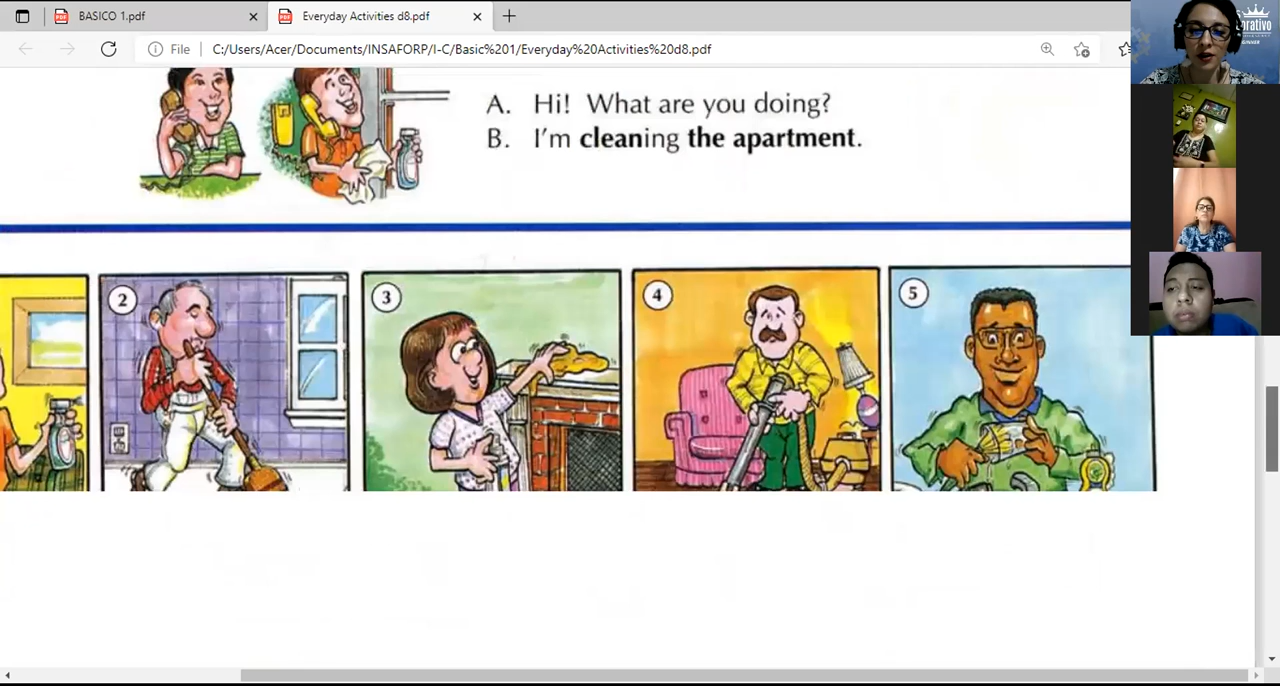 BASICO 1.pdf
Everyday Activities d8.pdf
File
C:/Users/Acer/Documents/INSAFORP/I-C/Basic%201/Everyday%20Activities%20d8.pdf
A. Hi! What are you doing?
B. I'm cleaning the apartment.
2
3
4
5